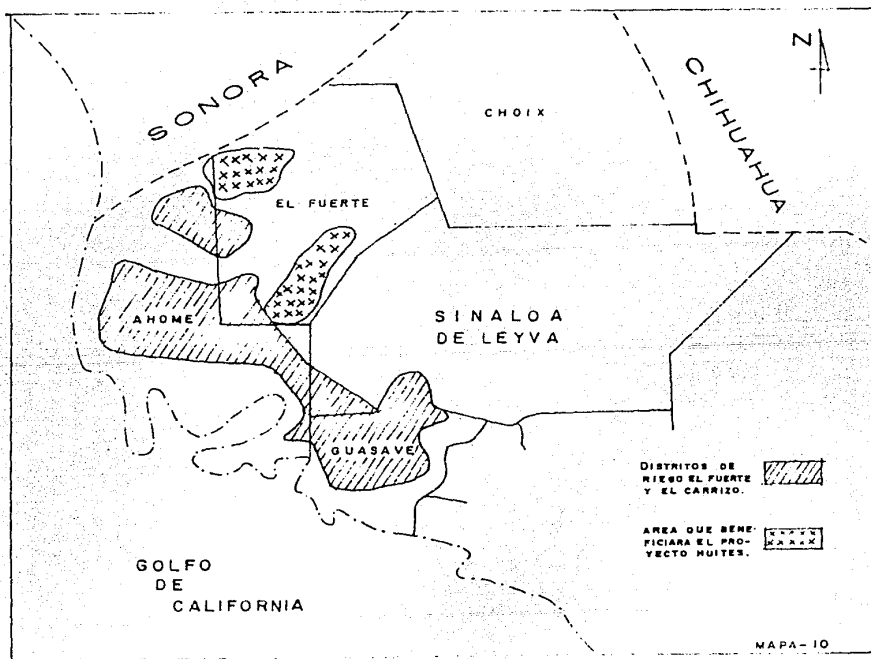 SONORA
CHIHUAHUA
N
CHOIX
EL FUERTE
AHOME
SINALOA
DE LEYVA
GUASAVE
DISTRITOS DE
RIEGO EL FUERTE
Y EL CARRIZO.
AREA QUE BENE-
FICIARA EL PRO-
YECTO HUITES.
GOLFO
DE
CALIFORNIA
MAPA-10